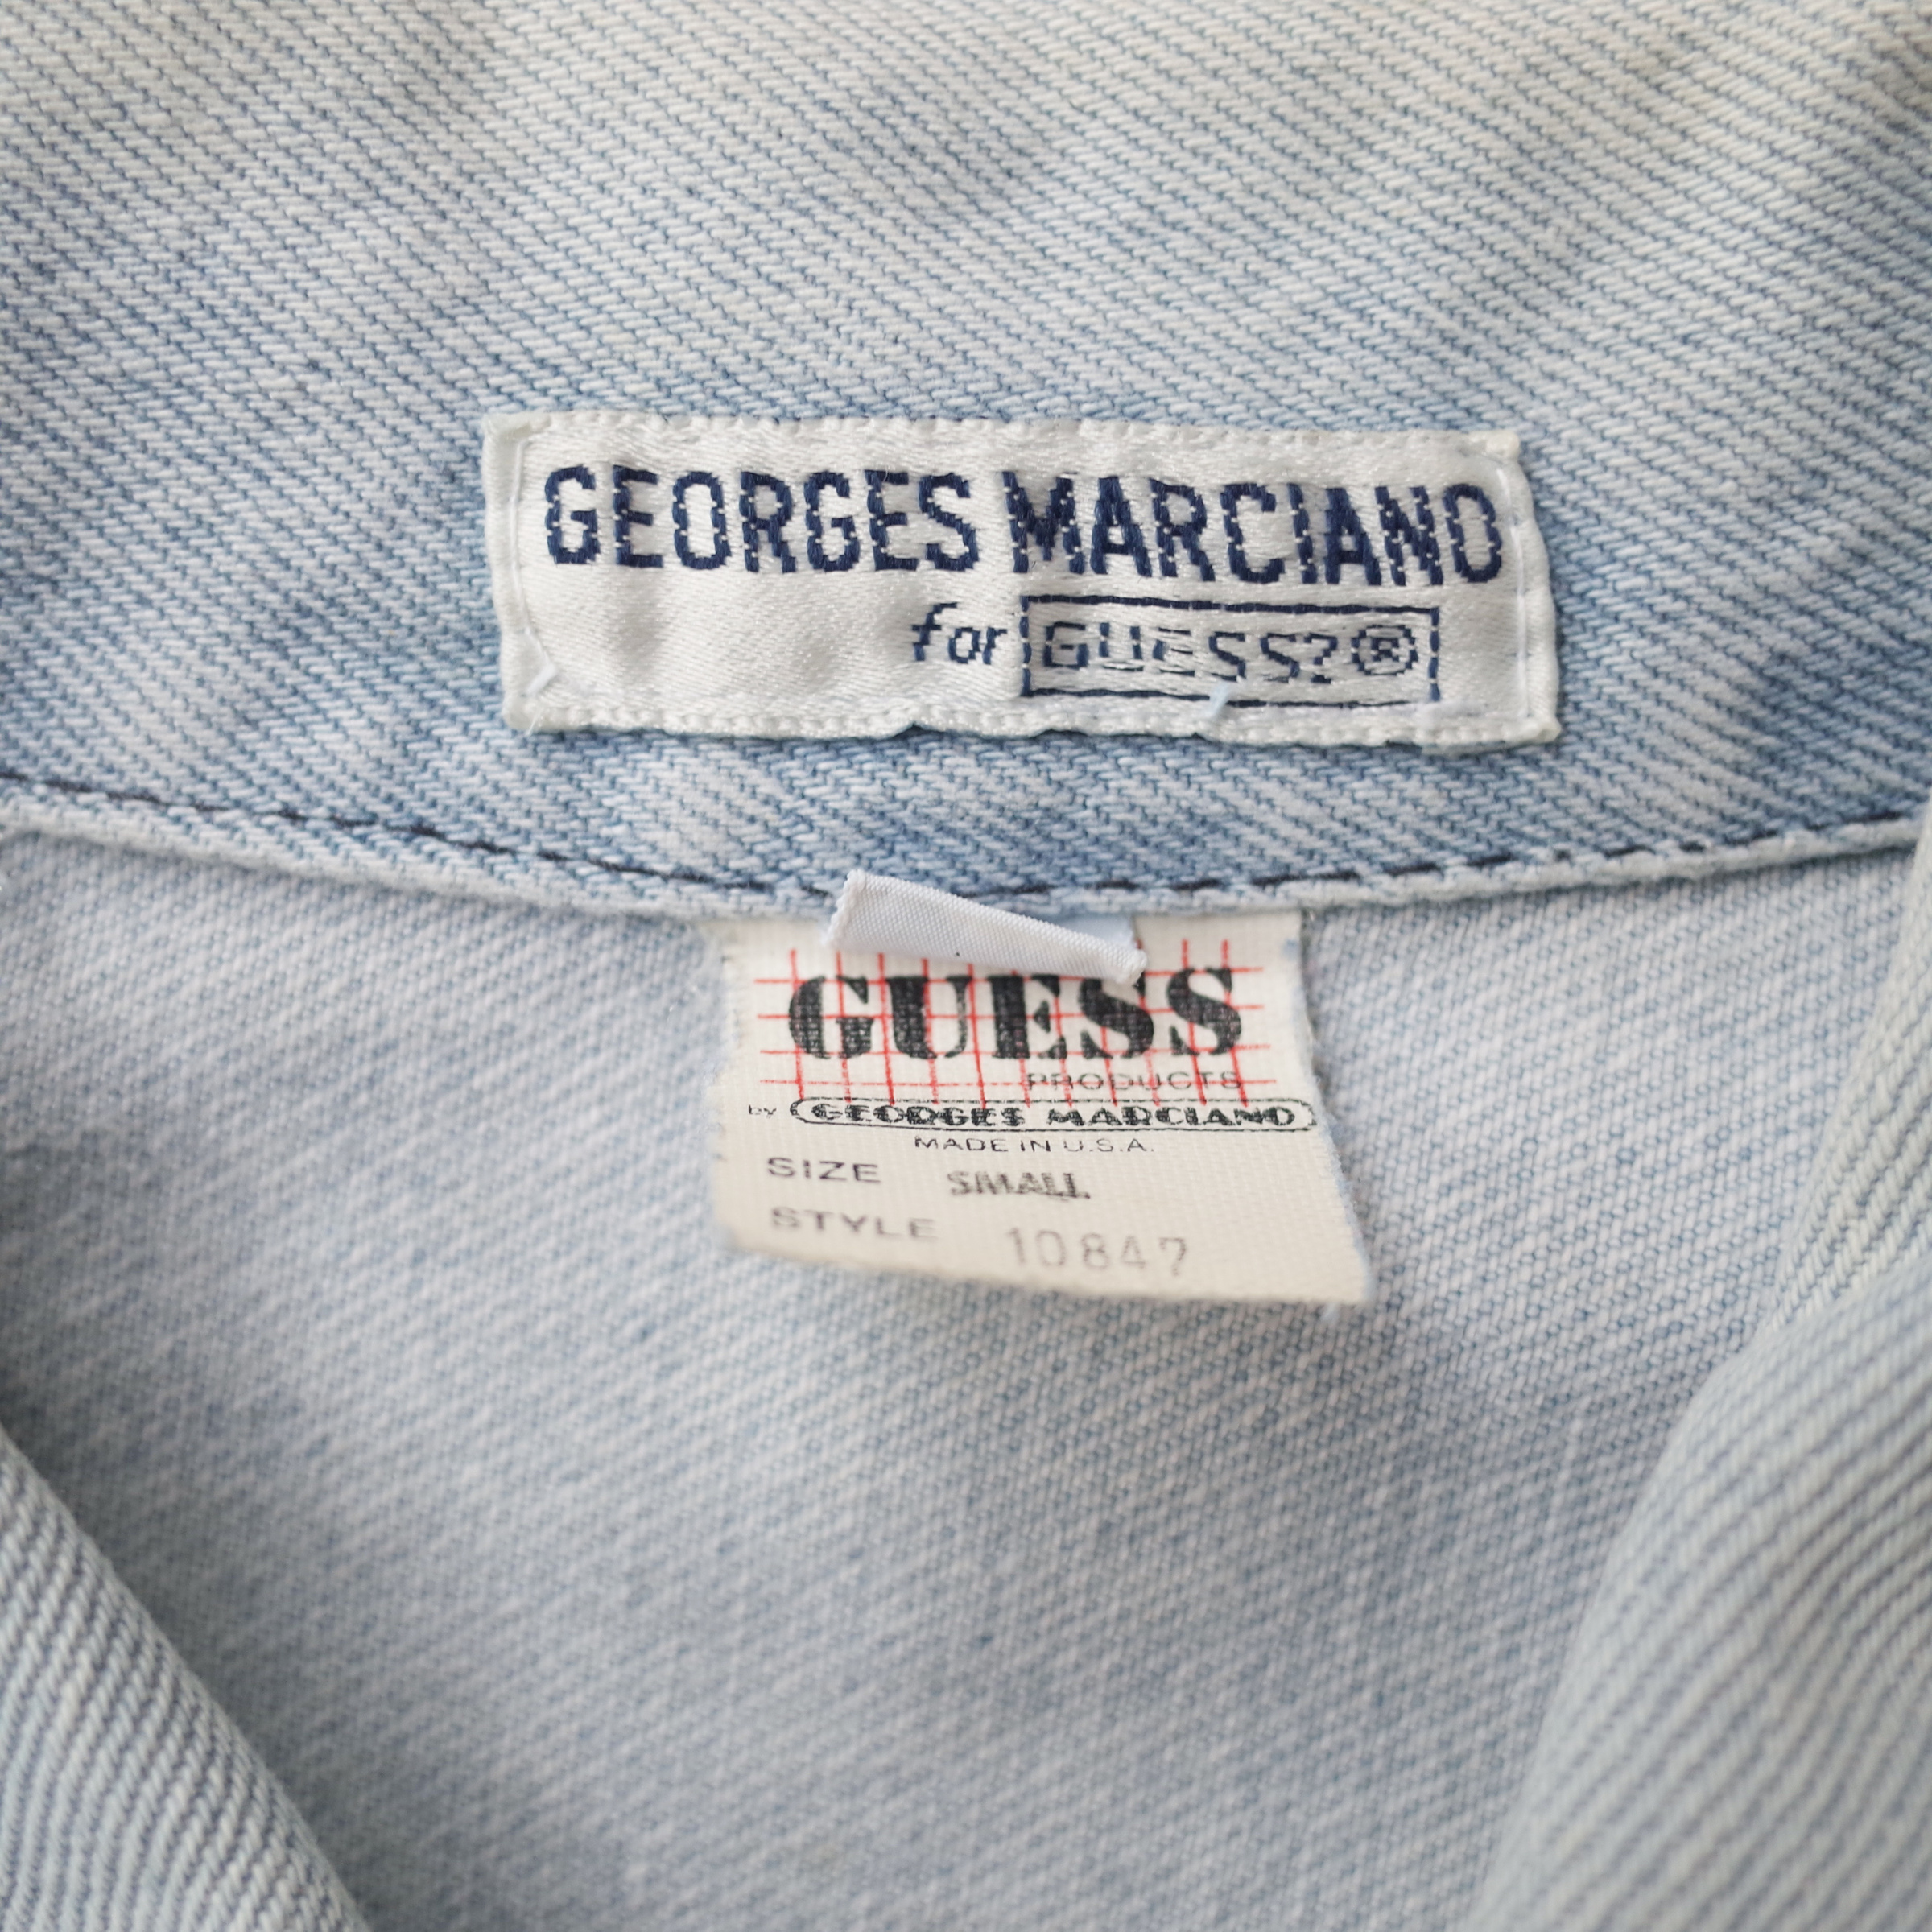 GEORGES MARCIANO
for GUESS?®
GUESS
PRODUCTS
by GEORGES MARCIANO
MADE IN U.S.A.
SIZE SMALL
STYLE 10847